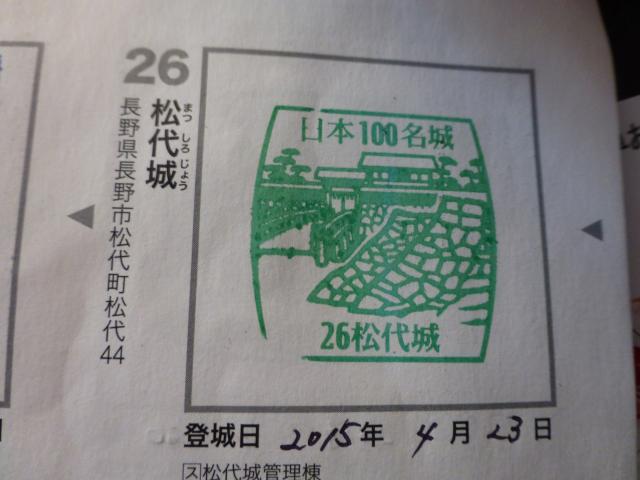 26
松代城
まつしろじょう
長野県長野市松代町松代44
日本100名城
26松代城
登城日 2015年 4月 23日
ス松代城管理棟